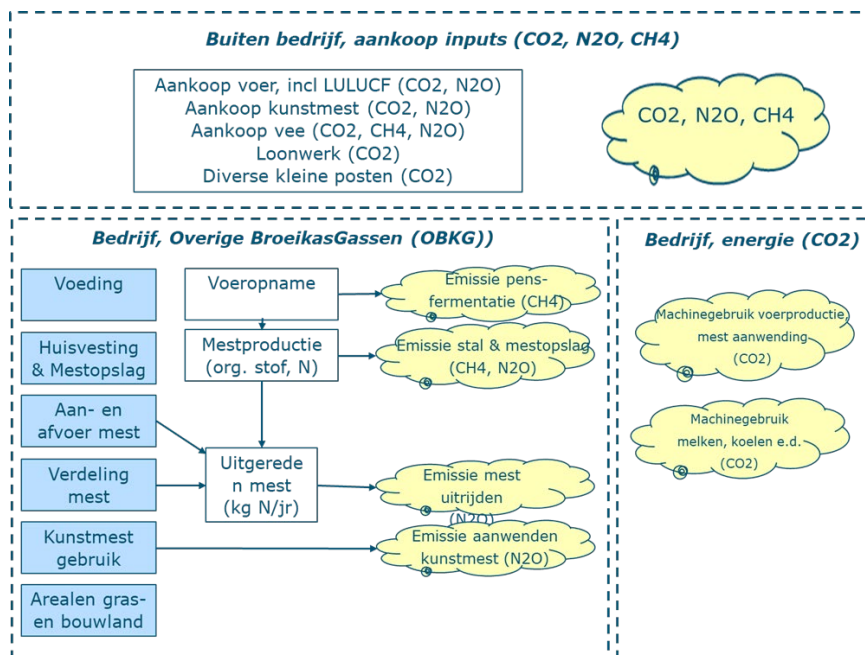 Buiten bedrijf, aankoop inputs (CO2, N2O, CH4)
Aankoop voer, incl LULUCF (CO2, N2O)
Aankoop kunstmest (CO2, N2O)
Aankoop vee (CO2, CH4, N2O)
Loonwerk (CO2)
Diverse kleine posten (CO2)
CO2, N2O, CH4
Bedrijf, Overige BroeikasGassen (OBKG))
Voeding
Voeropname
Emissie pens-
fermentatie (CH4)
Huisvesting
& Mestopslag
Mestproductie
(org. stof, N)
Emissie stal & mestopslag
(CH4, N2O)
Aan- en
afvoer mest
Verdeling
mest
Uitgerede
n mest
(kg N/jr)
Emissie mest
uitrijden
(N2O)
Kunstmest
gebruik
Emissie aanwenden
kunstmest (N2O)
Arealen gras-
en bouwland
Bedrijf, energie (CO2)
Machinegebruik voerproductie,
mest aanwending
(CO2)
Machinegebruik
melken, koelen e.d.
(CO2)